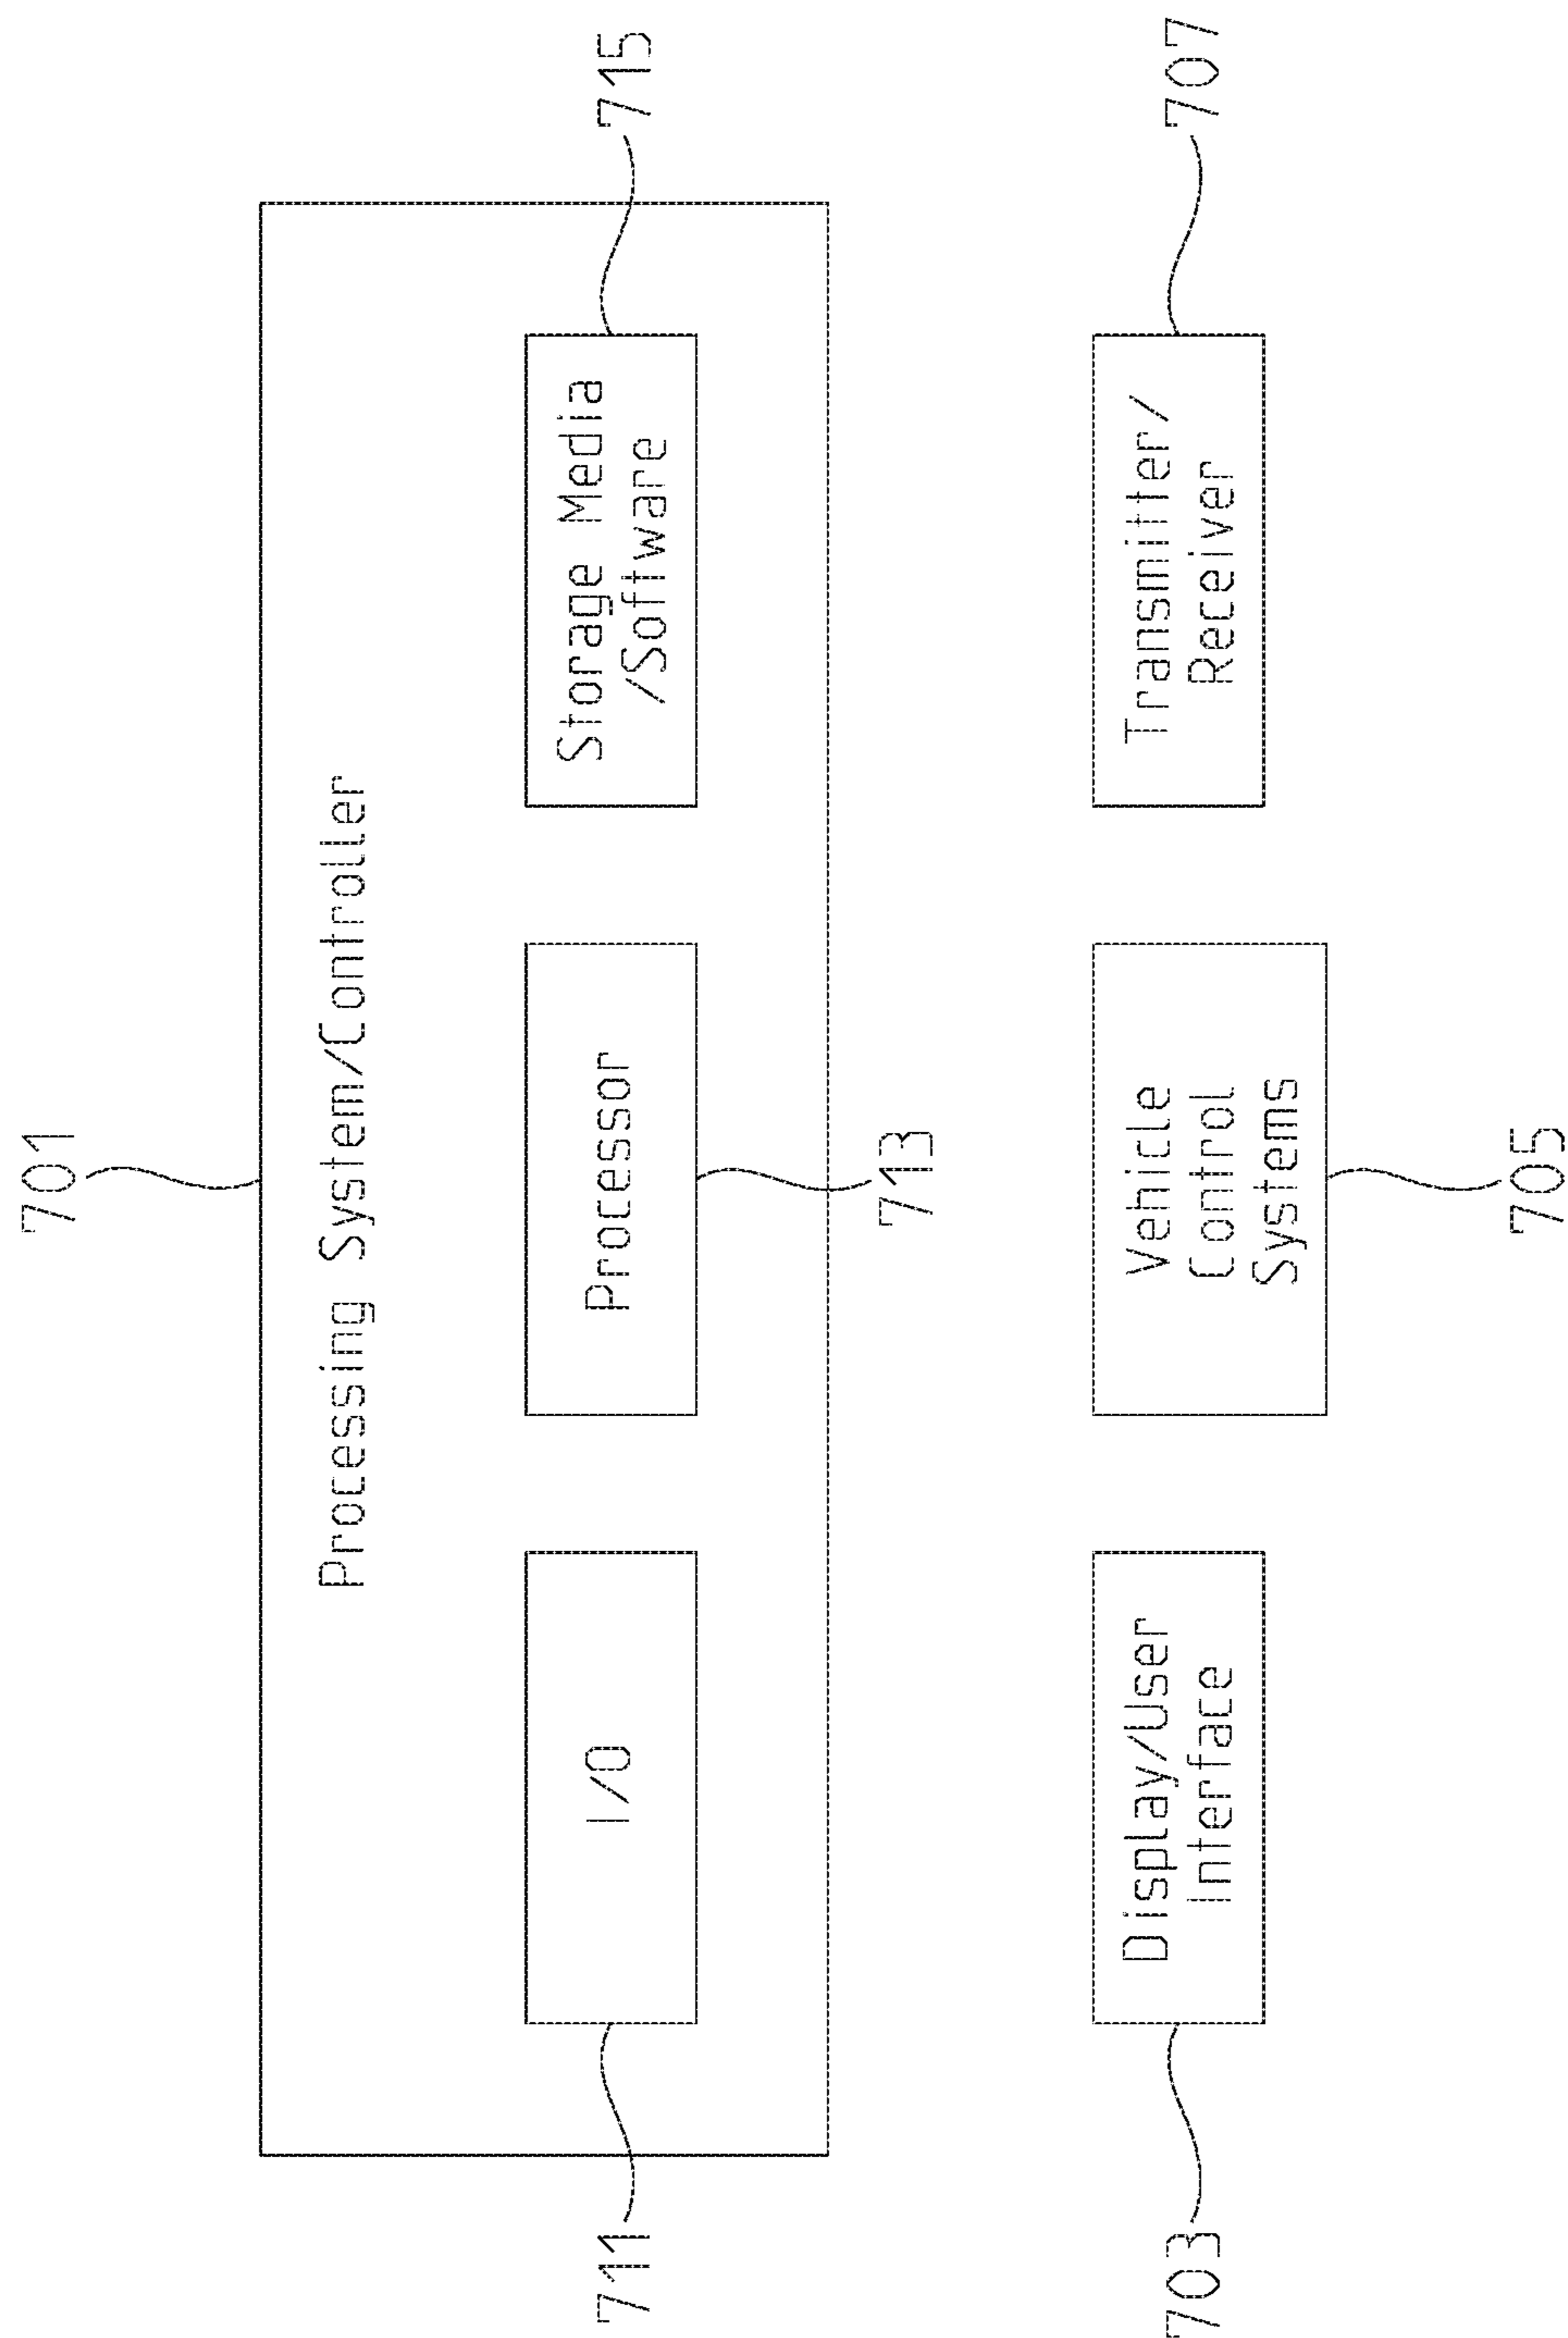 701
Processing System/Controller
711
I/O
Processor
713
Storage Media
/Software
715
703
Display/User
Interface
Vehicle
Control
Systems
705
Transmitter/
Receiver
707